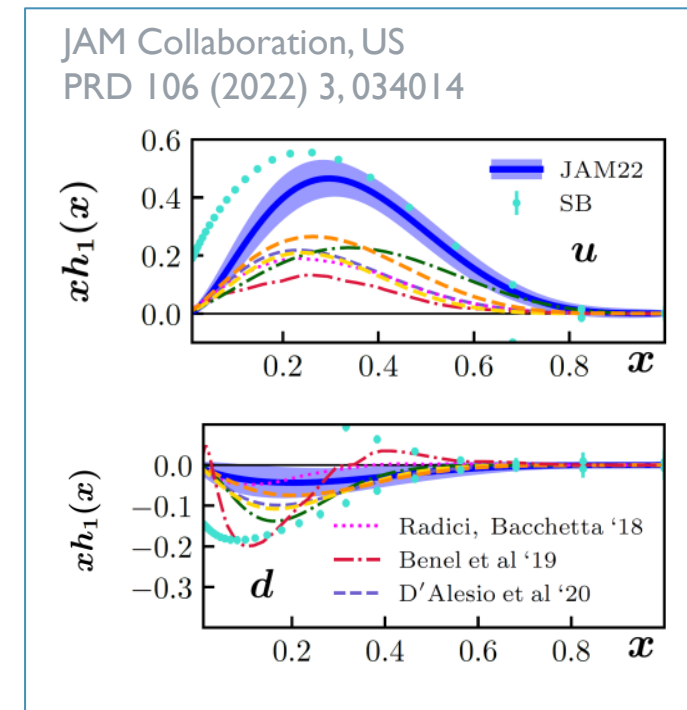 JAM Collaboration, US
PRD 106 (2022) 3, 034014
0.6
0.4
0.2
0.0
xh₁(x)
JAM22
SB
u
0.2 0.4 0.6 0.8 x
0.0
−0.1
−0.2
−0.3
xh₁(x)
Radici, Bacchetta ‘18
Benel et al ‘19
D′Alesio et al ‘20
d
0.2 0.4 0.6 0.8 x